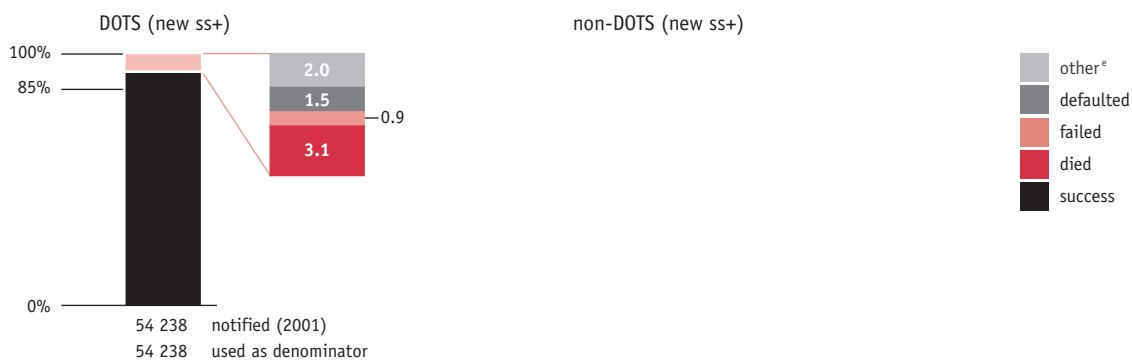 DOTS (new ss+)
non-DOTS (new ss+)
100%
85%
0%
2.0
1.5
0.9
3.1
other e
defaulted
failed
died
success
54 238 notified (2001)
54 238 used as denominator